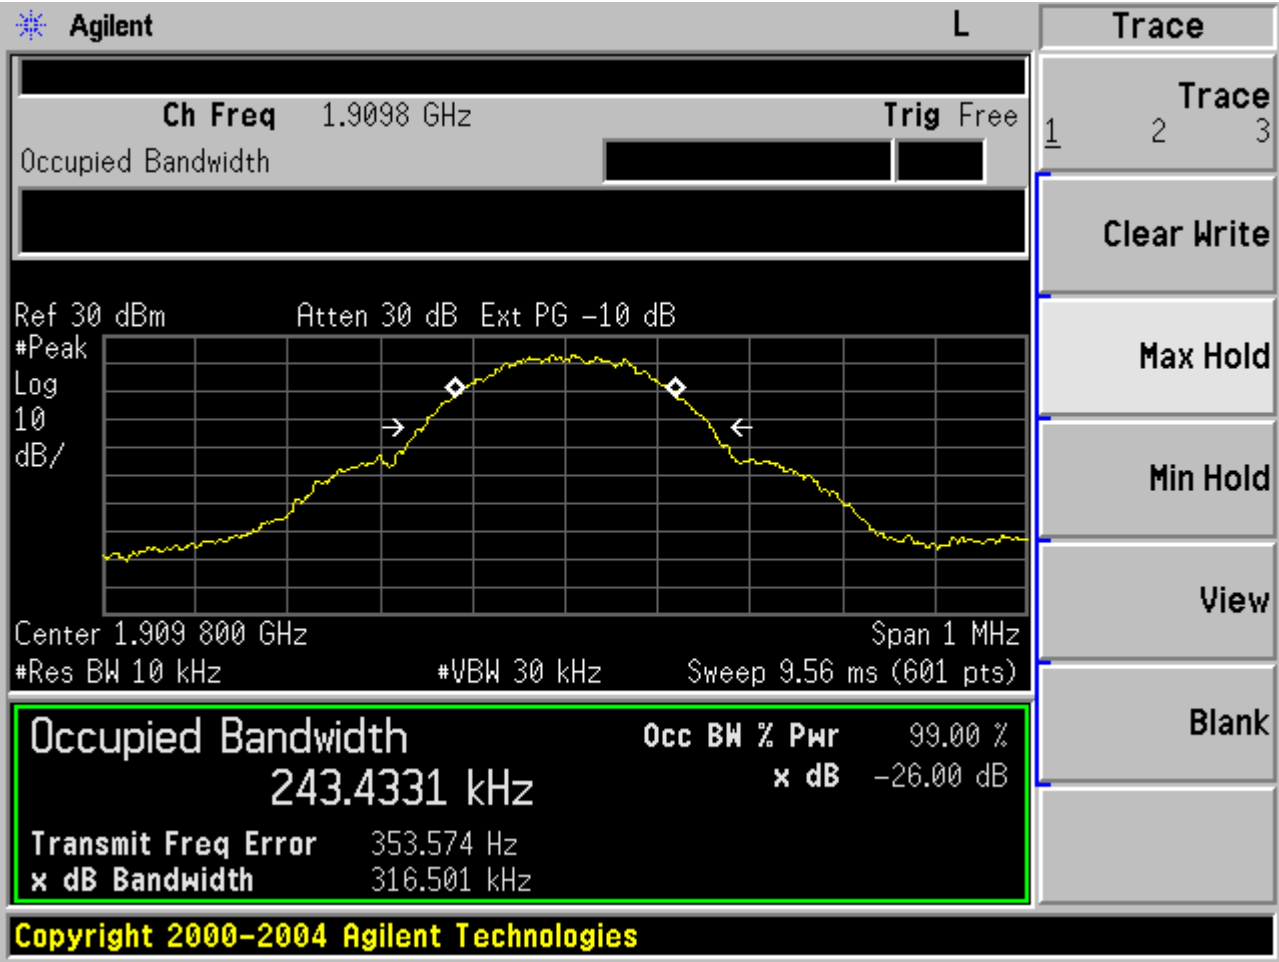 Agilent L Trace
Ch Freq 1.9098 GHz Trig Free
Trace
1 2 3
Occupied Bandwidth
Clear Write
Ref 30 dBm Atten 30 dB Ext PG −10 dB
#Peak
Log
10
dB/
Max Hold
Min Hold
View
Center 1.909 800 GHz Span 1 MHz
#Res BW 10 kHz #VBW 30 kHz Sweep 9.56 ms (601 pts)
Blank
Occupied Bandwidth Occ BW % Pwr 99.00 %
243.4331 kHz x dB −26.00 dB
Transmit Freq Error 353.574 Hz
x dB Bandwidth 316.501 kHz
Copyright 2000–2004 Agilent Technologies